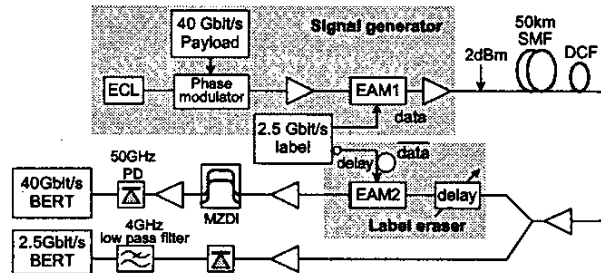 40 Gbit/s
Payload
Signal generator
50km
SMF
DCF
2dBm
ECL
Phase
modulator
EAM1
2.5 Gbit/s
label
data
delay
data
50GHz
PD
40Gbit/s
BERT
MZDI
EAM2
delay
Label eraser
2.5Gbit/s
BERT
4GHz
low pass filter